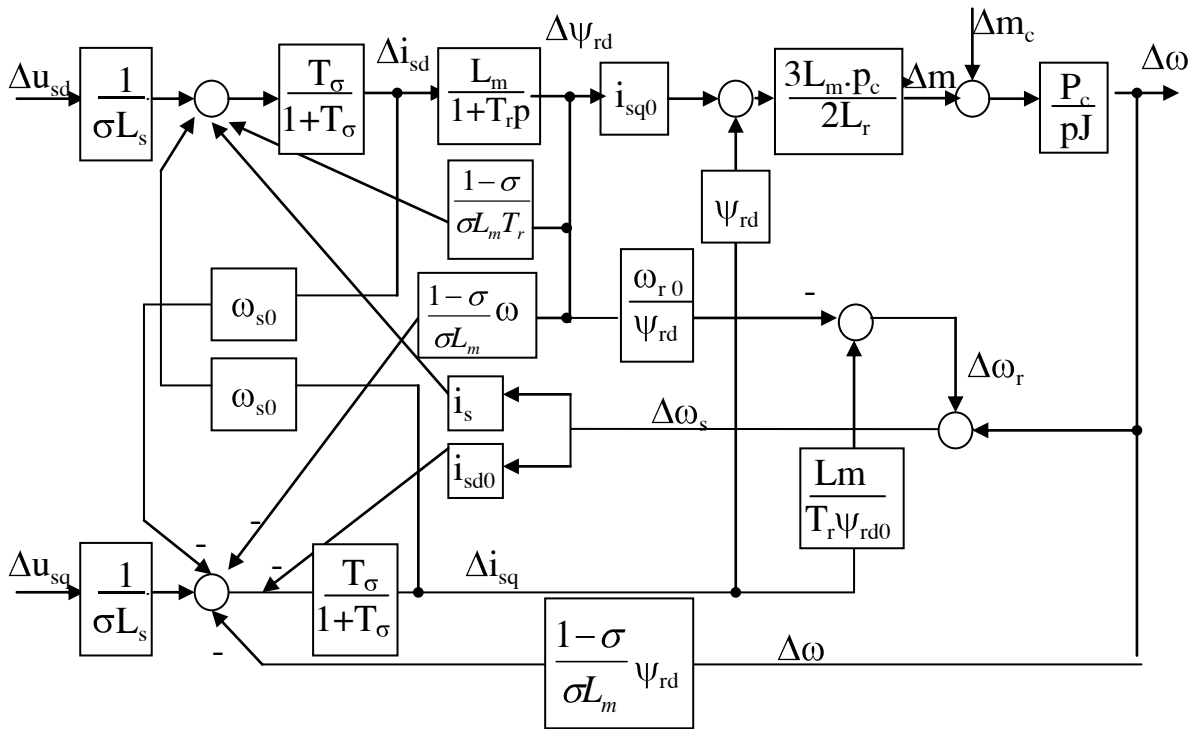 Δu_sd
1/σL_s
T_σ/1+T_σ
Δi_sd
L_m/1+T_rp
Δψ_rd
i_sq0
3L_m.p_c/2L_r
Δm
Δm_c
P_c/pJ
Δω
1−σ/σL_mT_r
ψ_rd
ω_s0
1−σ/σL_m ω
ω_r 0/ψ_rd
-
ω_s0
i_s
Δω_s
Δω_r
i_sd0
Lm/T_rψ_rd0
-
-
-
Δu_sq
1/σL_s
T_σ/1+T_σ
Δi_sq
-
1−σ/σL_m ψ_rd
Δω